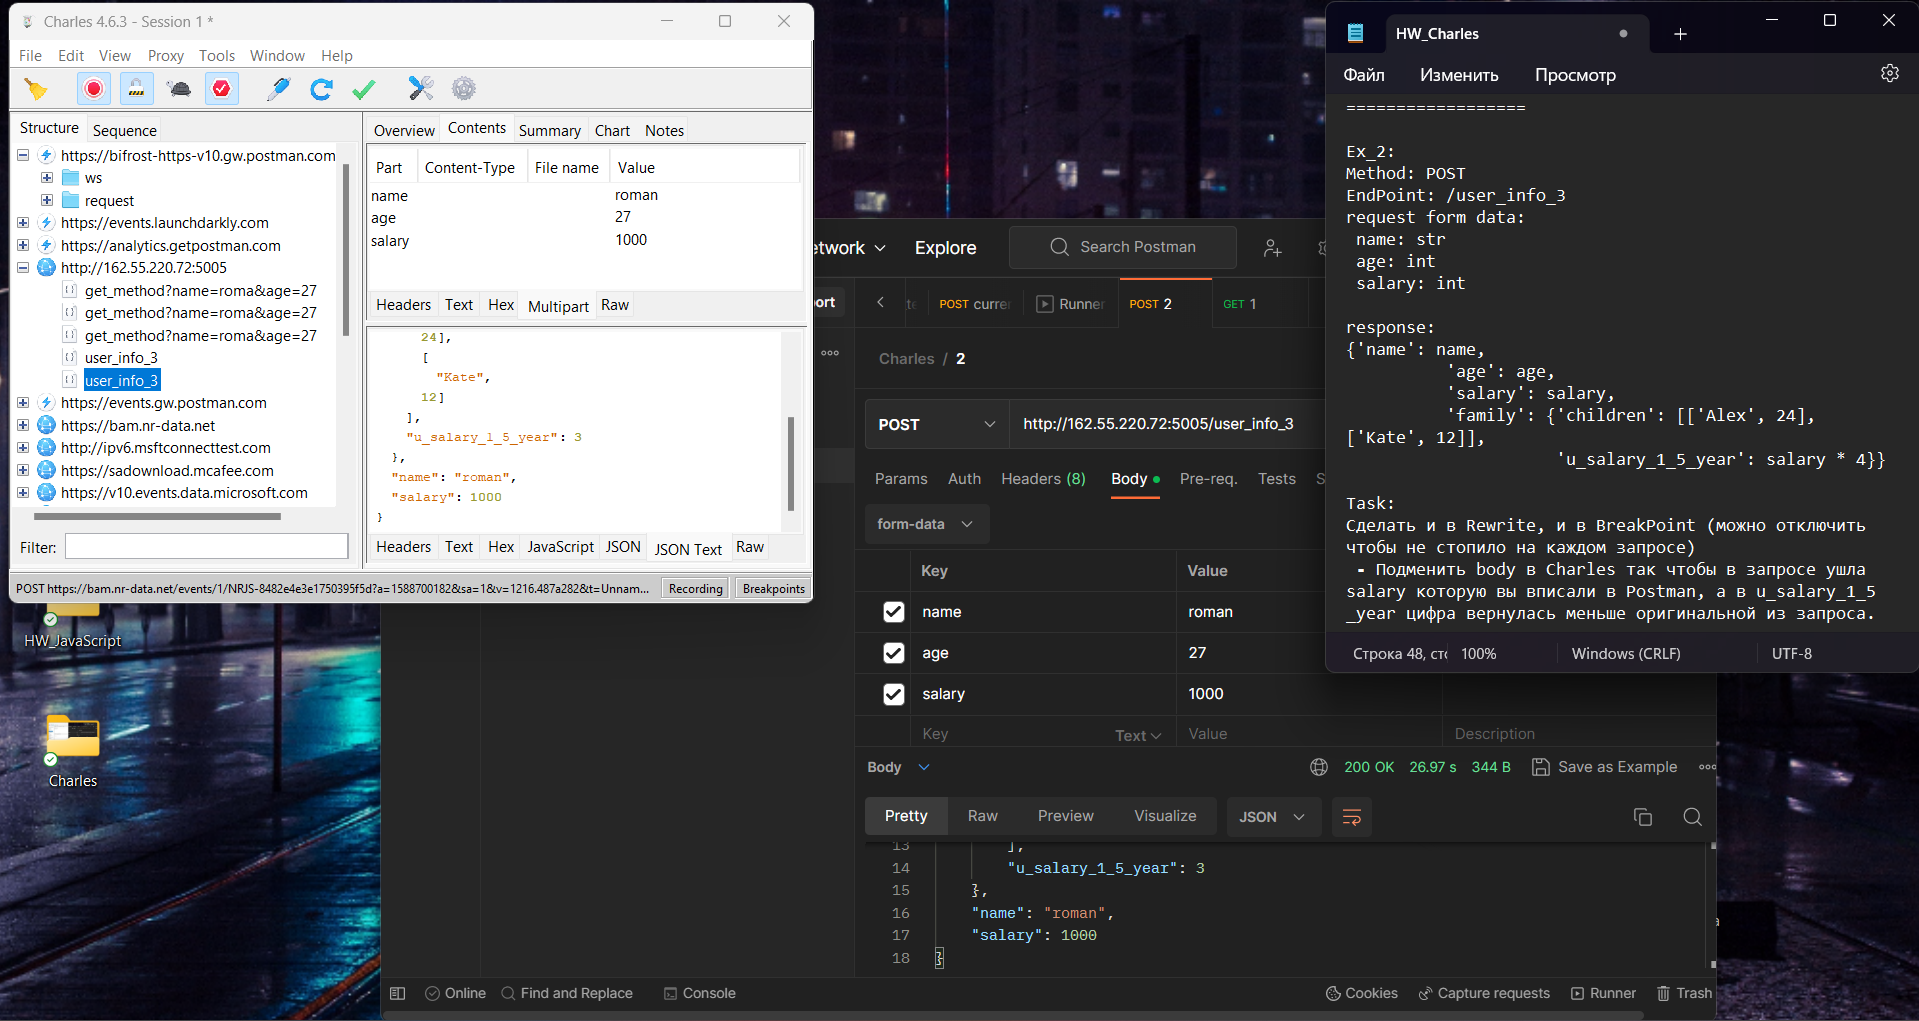 Charles 4.6.3 - Session 1 *
File Edit View Proxy Tools Window Help
Structure Sequence
https://bifrost-https-v10.gw.postman.com
ws
request
https://events.launchdarkly.com
https://analytics.getpostman.com
http://162.55.220.72:5005
get_method?name=roma&age=27
get_method?name=roma&age=27
get_method?name=roma&age=27
user_info_3
user_info_3
https://events.gw.postman.com
https://bam.nr-data.net
http://ipv6.msftconnecttest.com
https://sadownload.mcafee.com
https://v10.events.data.microsoft.com
Filter:
Overview Contents Summary Chart Notes
Part Content-Type File name Value
name roman
age 27
salary 1000
Headers Text Hex Multipart Raw
24],
[
"Kate",
12]
],
"u_salary_1_5_year": 3
},
"name": "roman",
"salary": 1000
}
Headers Text Hex JavaScript JSON JSON Text Raw
POST https://bam.nr-data.net/events/1/NRJS-8482e4e3e1750395f5d?a=1588700182&sa=1&v=1216.487a282&t=Unnam... Recording Breakpoints
HW_JavaScript
Charles
etwork Explore Search Postman
ort POST currer Runner POST 2 GET 1
Charles / 2
POST http://162.55.220.72:5005/user_info_3
Params Auth Headers (8) Body Pre-req. Tests S
form-data
Key Value
name roman
age 27
salary 1000
Key Text Value Description
Body 200 OK 26.97 s 344 B Save as Example
Pretty Raw Preview Visualize JSON
13 ],
14 "u_salary_1_5_year": 3
15 },
16 "name": "roman",
17 "salary": 1000
18 }
Online Find and Replace Console Cookies Capture requests Runner Trash
HW_Charles
Файл Изменить Просмотр
==================
Ex_2:
Method: POST
EndPoint: /user_info_3
request form data:
name: str
age: int
salary: int
response:
{'name': name,
'age': age,
'salary': salary,
'family': {'children': [['Alex', 24],
['Kate', 12]],
'u_salary_1_5_year': salary * 4}}
Task:
Сделать и в Rewrite, и в BreakPoint (можно отключить
чтобы не стопило на каждом запросе)
- Подменить body в Charles так чтобы в запросе ушла
salary которую вы вписали в Postman, а в u_salary_1_5
_year цифра вернулась меньше оригинальной из запроса.
Строка 48, сто 100% Windows (CRLF) UTF-8